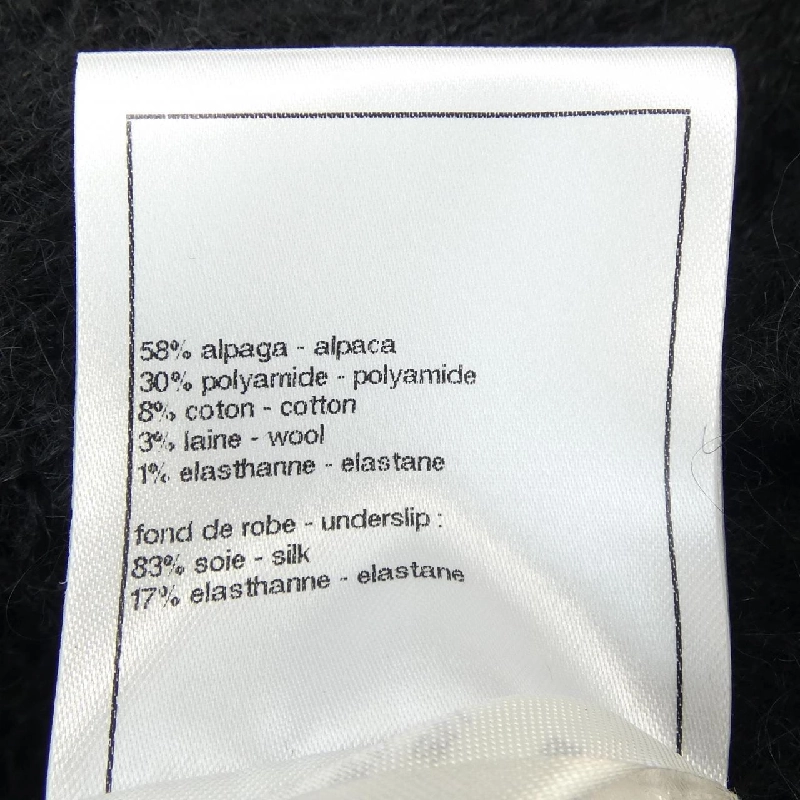 58% alpaga - alpaca
30% polyamide - polyamide
8% coton - cotton
3% laine - wool
1% elasthanne - elastane
fond de robe - underslip :
83% soie - silk
17% elasthanne - elastane